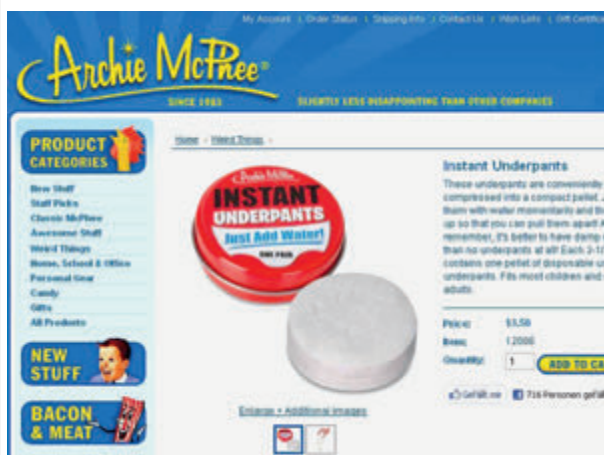 My Account | Order Status | Shipping Info | Contact Us | Wish Lists | Gift Certific
Archie McPhee®
SINCE 1983
SLIGHTLY LESS DISAPPOINTING THAN OTHER COMPANIES
PRODUCT
CATEGORIES
New Stuff
Staff Picks
Classic McPhee
Awesome Stuff
Weird Things
Home, School & Office
Personal Gear
Candy
Gifts
All Products
NEW
STUFF
BACON
& MEAT
Home
Weird Things
Archie McPhee
INSTANT
UNDERPANTS
Just Add Water!
ONE PAIR
Enlarge + Additional Images
Instant Underpants
These underpants are conveniently
compressed into a compact pellet.
them with water momentarily and the
up so that you can pull them apart! A
remember, it's better to have damp
than no underpants at all! Each 2-1
contains one pellet of disposable u
underpants. Fits most children and
adults.
Price: $3.50
Item: 12006
Quantity: 1
ADD TO CA
Gefällt mir
716 Personen gefäl